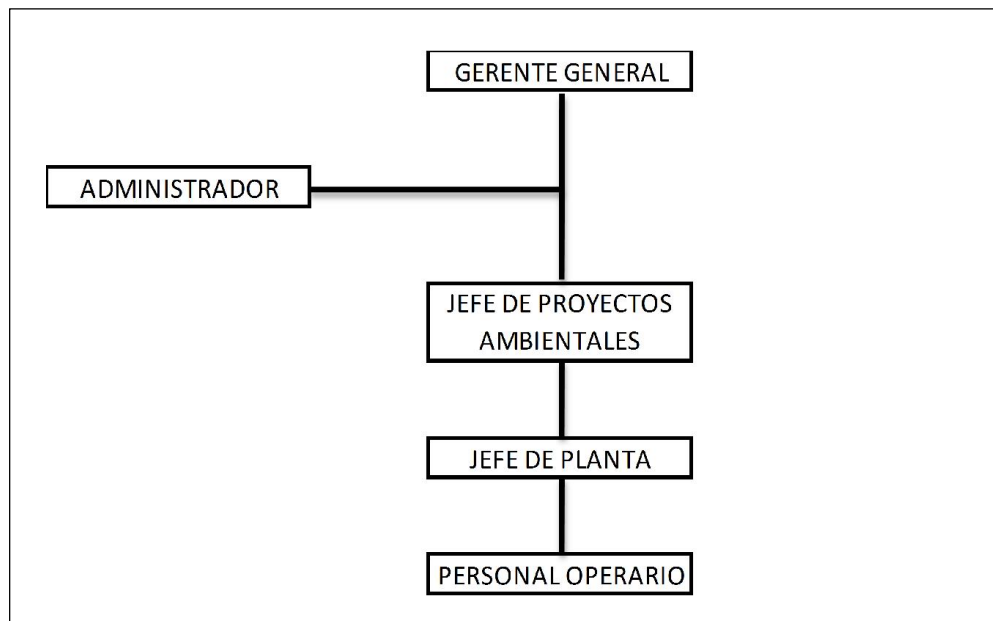 GERENTE GENERAL
ADMINISTRADOR
JEFE DE PROYECTOS
AMBIENTALES
JEFE DE PLANTA
PERSONAL OPERARIO